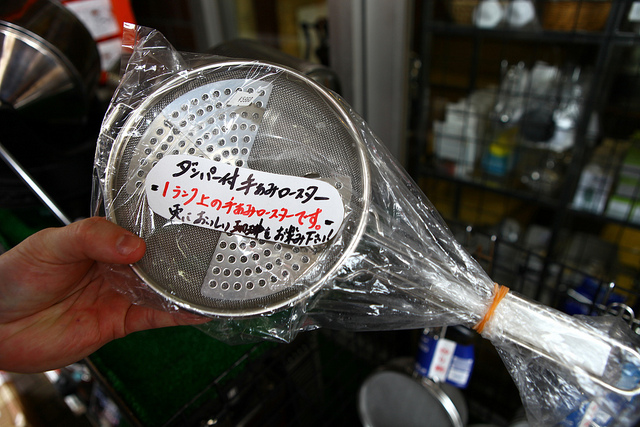 ダンパー付手あみロースター
-1ランク上の手あみロースターです。-
実においしい珈琲をお楽み下さい